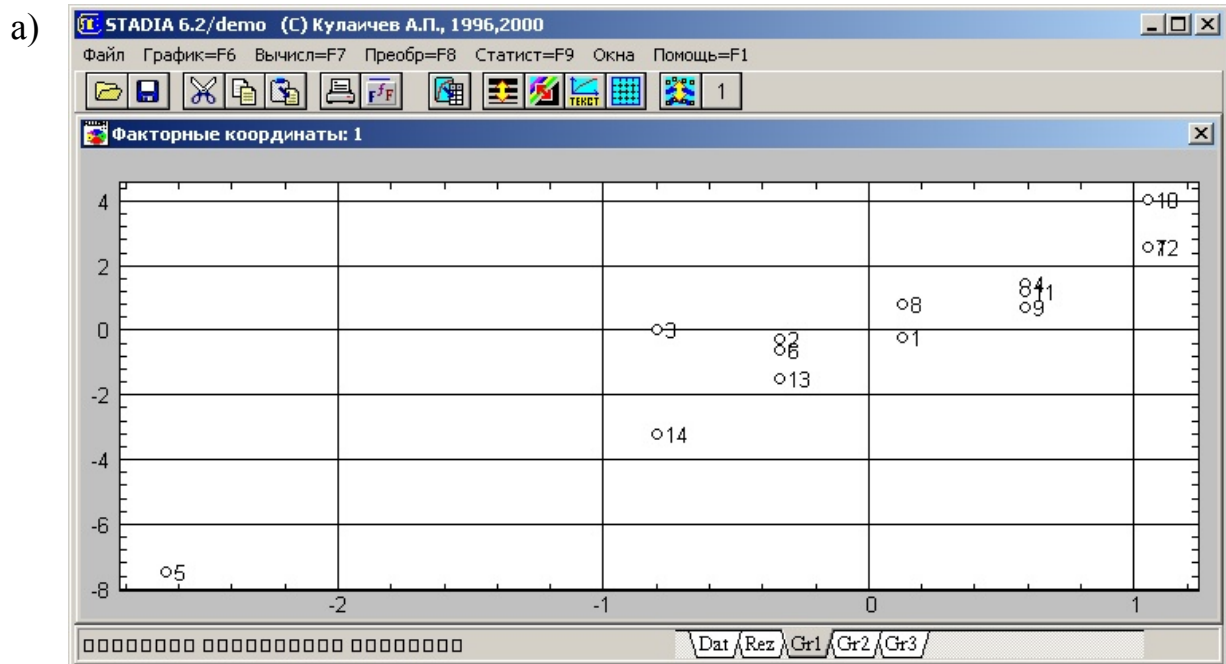 а)
STADIA 6.2/demo (C) Кулаичев А.П., 1996,2000
Файл График=F6 Вычисл=F7 Преобр=F8 Статист=F9 Окна Помощь=F1
ТЕКСТ 1
Факторные координаты: 1
4
10
12
2
4
11
8
9
0
3
2
1
6
13
-2
14
-4
-6
5
-8
-2 -1 0 1
Dat Rez Gr1 Gr2 Gr3